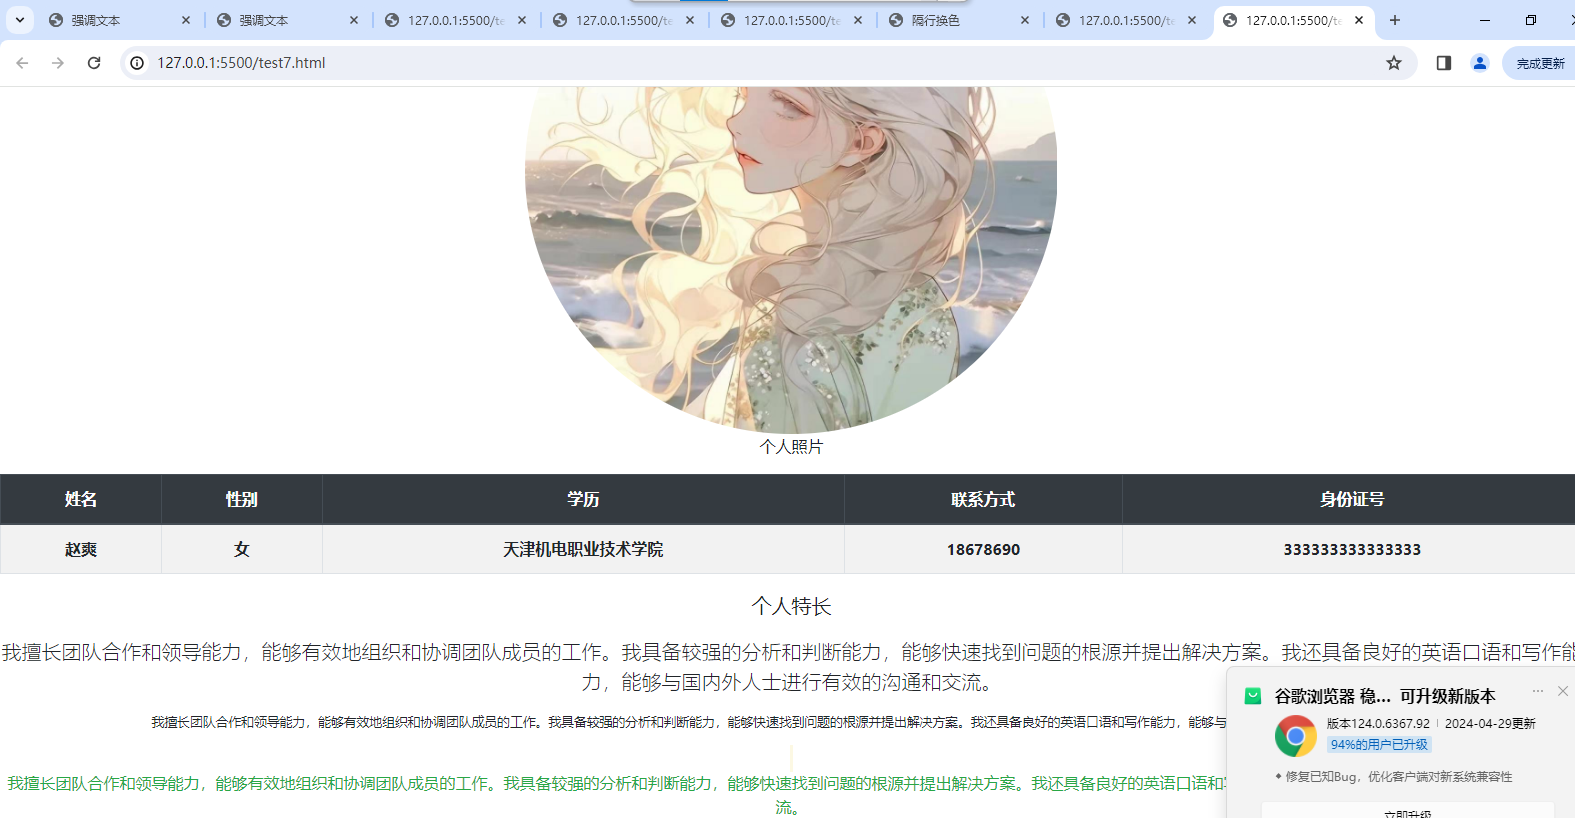 强调文本
强调文本
127.0.0.1:5500/te
127.0.0.1:5500/te
127.0.0.1:5500/te
隔行换色
127.0.0.1:5500/te
127.0.0.1:5500/te
127.0.0.1:5500/test7.html
完成更新
个人照片
姓名 性别 学历 联系方式 身份证号
赵爽 女 天津机电职业技术学院 18678690 333333333333333
个人特长
我擅长团队合作和领导能力，能够有效地组织和协调团队成员的工作。我具备较强的分析和判断能力，能够快速找到问题的根源并提出解决方案。我还具备良好的英语口语和写作能
力，能够与国内外人士进行有效的沟通和交流。
我擅长团队合作和领导能力，能够有效地组织和协调团队成员的工作。我具备较强的分析和判断能力，能够快速找到问题的根源并提出解决方案。我还具备良好的英语口语和写作能力，能够与
我擅长团队合作和领导能力，能够有效地组织和协调团队成员的工作。我具备较强的分析和判断能力，能够快速找到问题的根源并提出解决方案。我还具备良好的英语口语和
流。
谷歌浏览器 稳... 可升级新版本
版本124.0.6367.92 2024-04-29更新
94%的用户已升级
修复已知Bug，优化客户端对新系统兼容性
立即升级